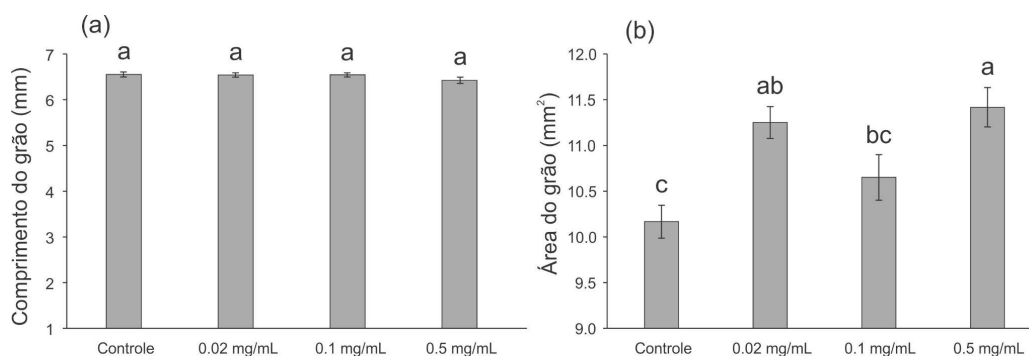 (a)
Comprimento do grão (mm)
7
6
5
4
3
2
1
a
a
a
a
Controle
0.02 mg/mL
0.1 mg/mL
0.5 mg/mL
(b)
Área do grão (mm²)
12.0
11.5
11.0
10.5
10.0
9.5
9.0
c
ab
bc
a
Controle
0.02 mg/mL
0.1 mg/mL
0.5 mg/mL